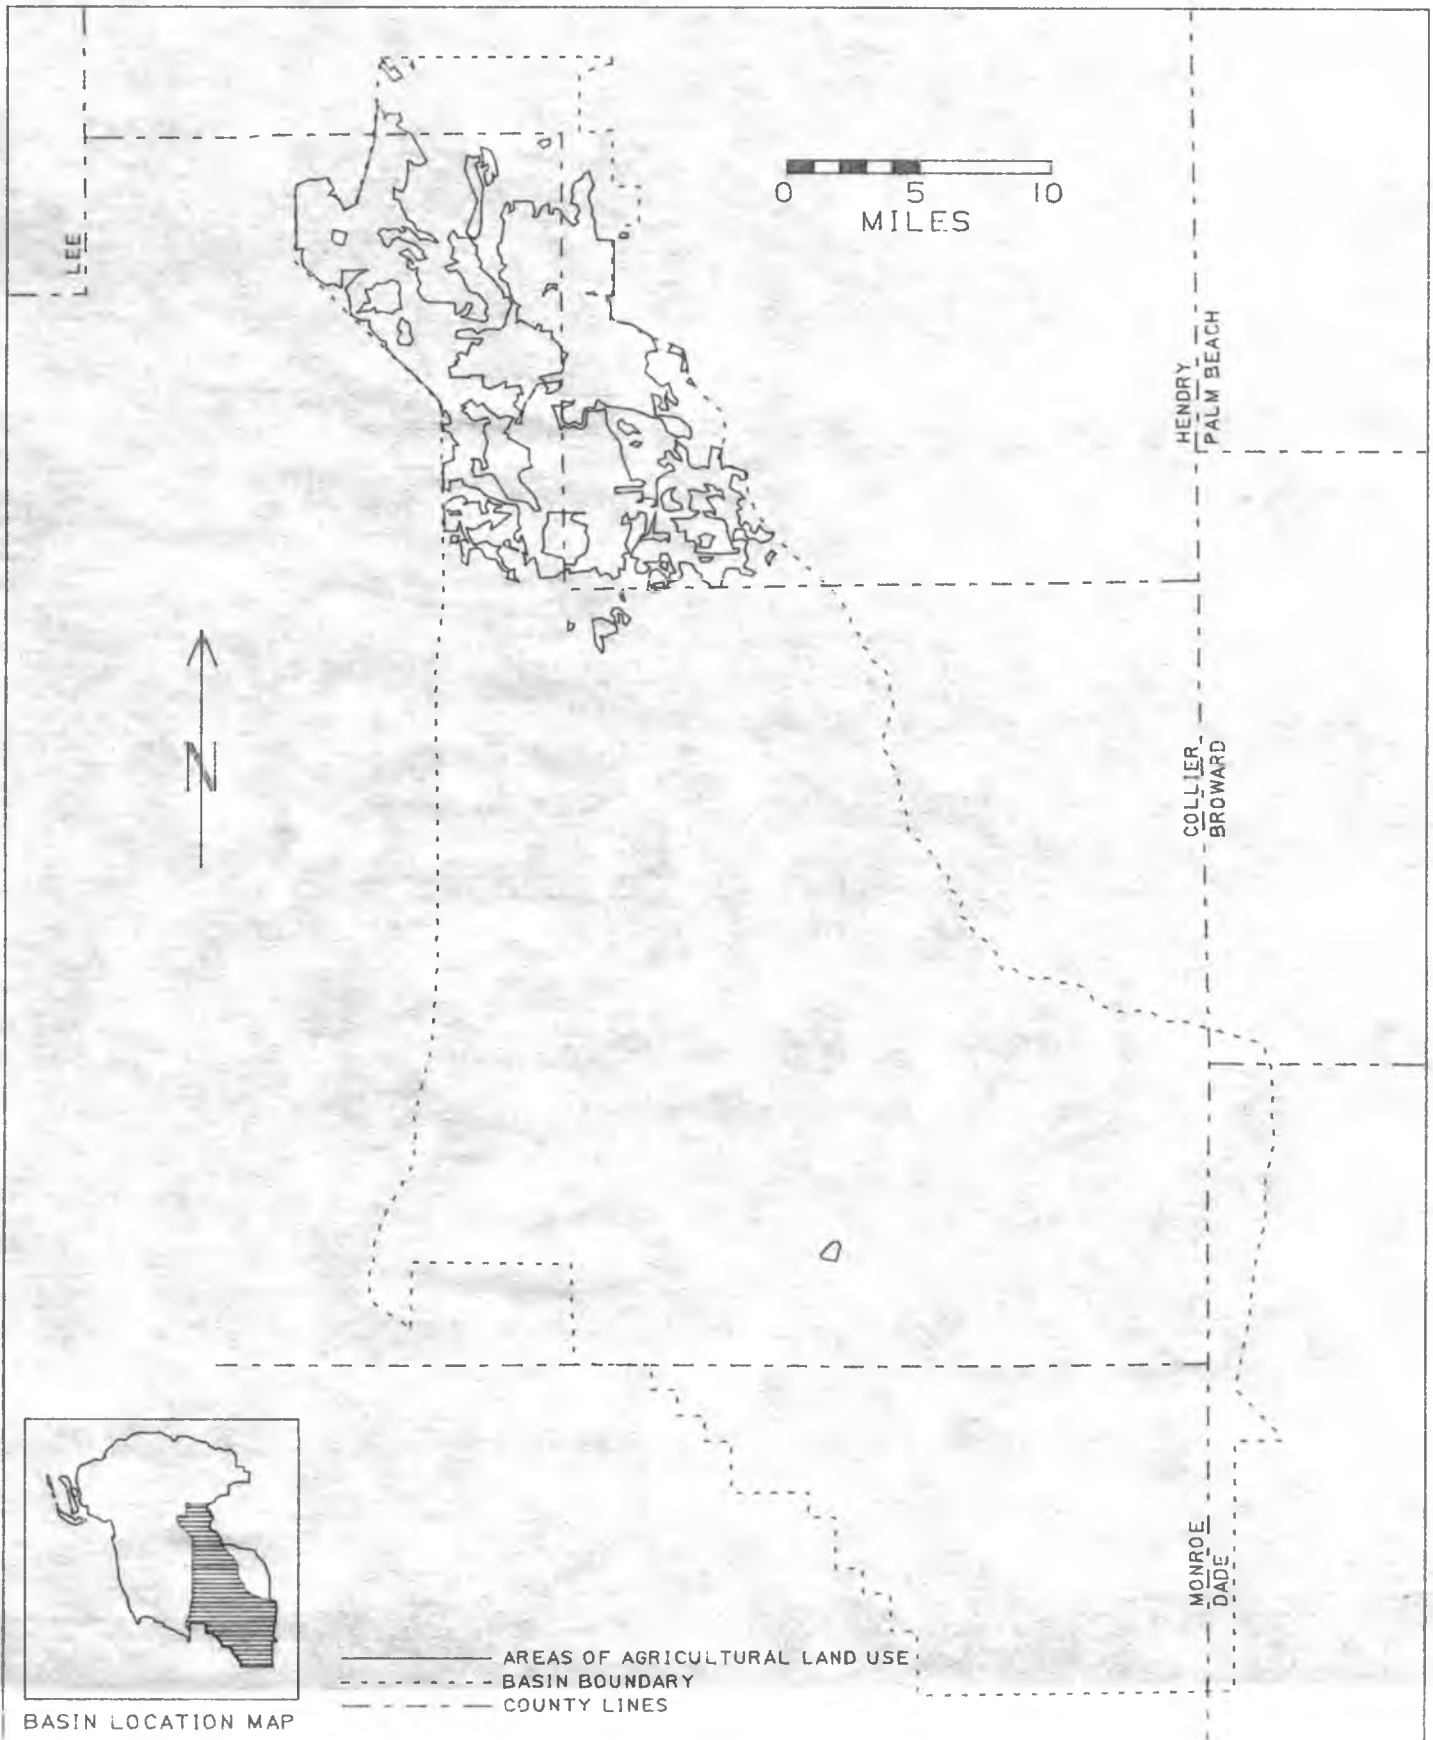 0 5 10
MILES
LEE
HENDRY
PALM BEACH
N
COLLIER
BROWARD
MONROE
DADE
AREAS OF AGRICULTURAL LAND USE
BASIN BOUNDARY
COUNTY LINES
BASIN LOCATION MAP